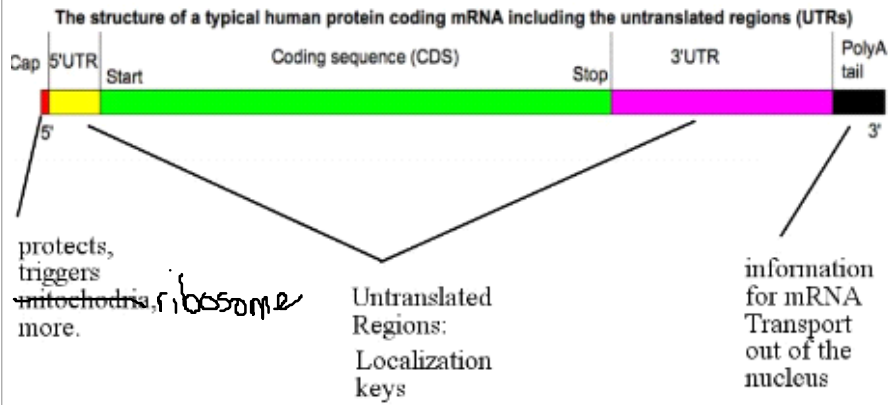 The structure of a typical human protein coding mRNA including the untranslated regions (UTRs)
Cap 5'UTR Start Coding sequence (CDS) Stop 3'UTR PolyA tail
5' 3'
protects,
triggers
mitochodria, ribosome
more.
Untranslated
Regions:
Localization
keys
information
for mRNA
Transport
out of the
nucleus